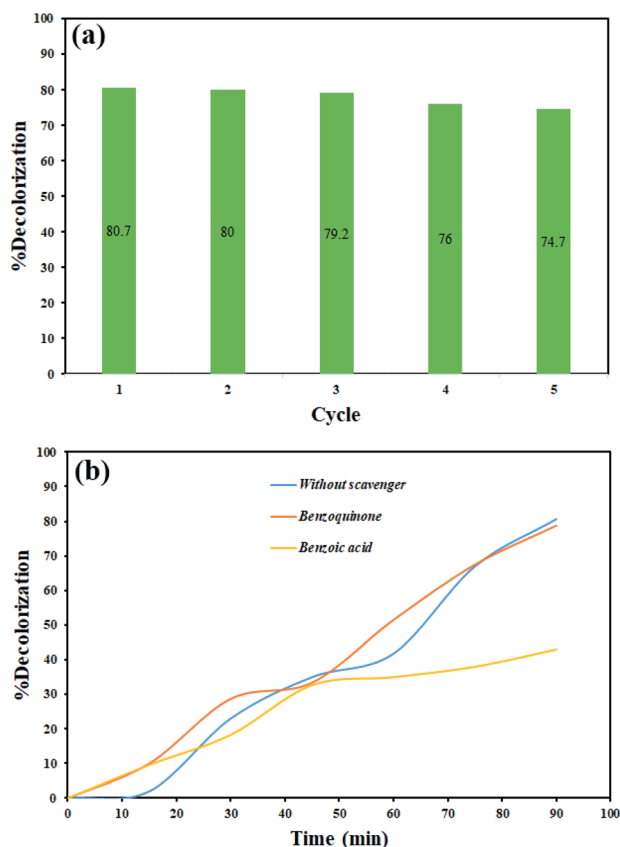 (a)
%Decolorization
100
90
80
70
60
50
40
30
20
10
0
80.7 80 79.2 76 74.7
1 2 3 4 5
Cycle
(b)
%Decolorization
100
90
80
70
60
50
40
30
20
10
0
Without scavenger
Benzoquinone
Benzoic acid
0 10 20 30 40 50 60 70 80 90 100
Time (min)